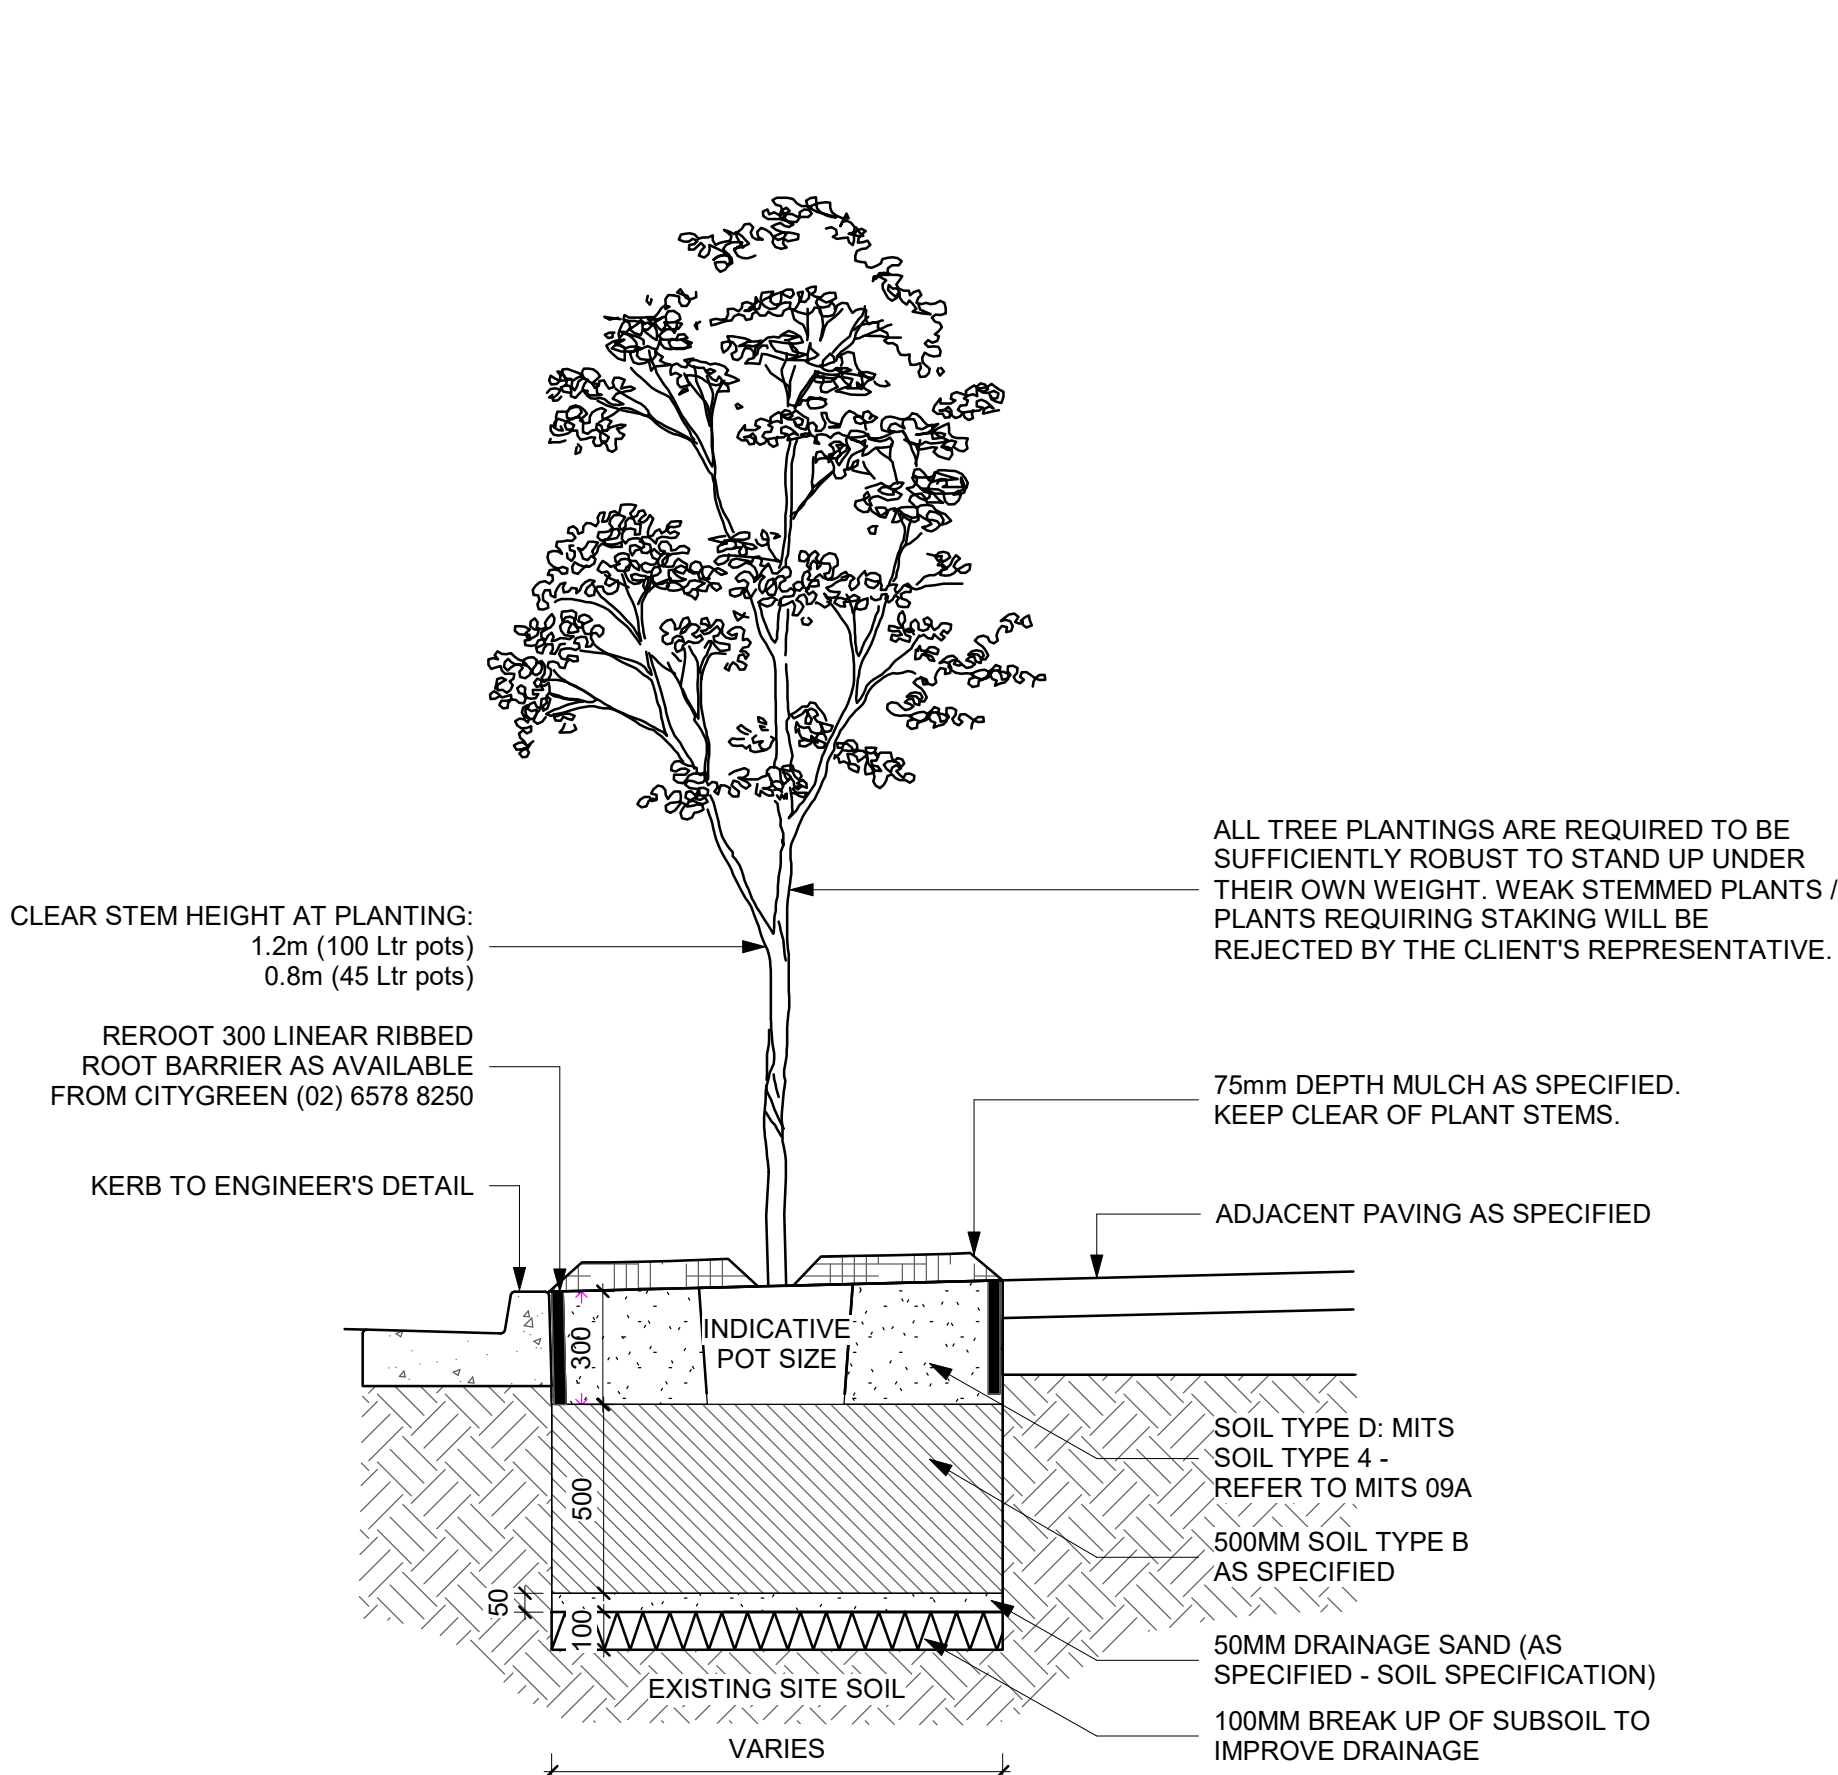 CLEAR STEM HEIGHT AT PLANTING:
1.2m (100 Ltr pots)
0.8m (45 Ltr pots)
REROOT 300 LINEAR RIBBED
ROOT BARRIER AS AVAILABLE
FROM CITYGREEN (02) 6578 8250
KERB TO ENGINEER'S DETAIL
ALL TREE PLANTINGS ARE REQUIRED TO BE
SUFFICIENTLY ROBUST TO STAND UP UNDER
THEIR OWN WEIGHT. WEAK STEMMED PLANTS /
PLANTS REQUIRING STAKING WILL BE
REJECTED BY THE CLIENT'S REPRESENTATIVE.
75mm DEPTH MULCH AS SPECIFIED.
KEEP CLEAR OF PLANT STEMS.
ADJACENT PAVING AS SPECIFIED
INDICATIVE
POT SIZE
300
500
50
100
SOIL TYPE D: MITS
SOIL TYPE 4 -
REFER TO MITS 09A
500MM SOIL TYPE B
AS SPECIFIED
50MM DRAINAGE SAND (AS
SPECIFIED - SOIL SPECIFICATION)
100MM BREAK UP OF SUBSOIL TO
IMPROVE DRAINAGE
EXISTING SITE SOIL
VARIES